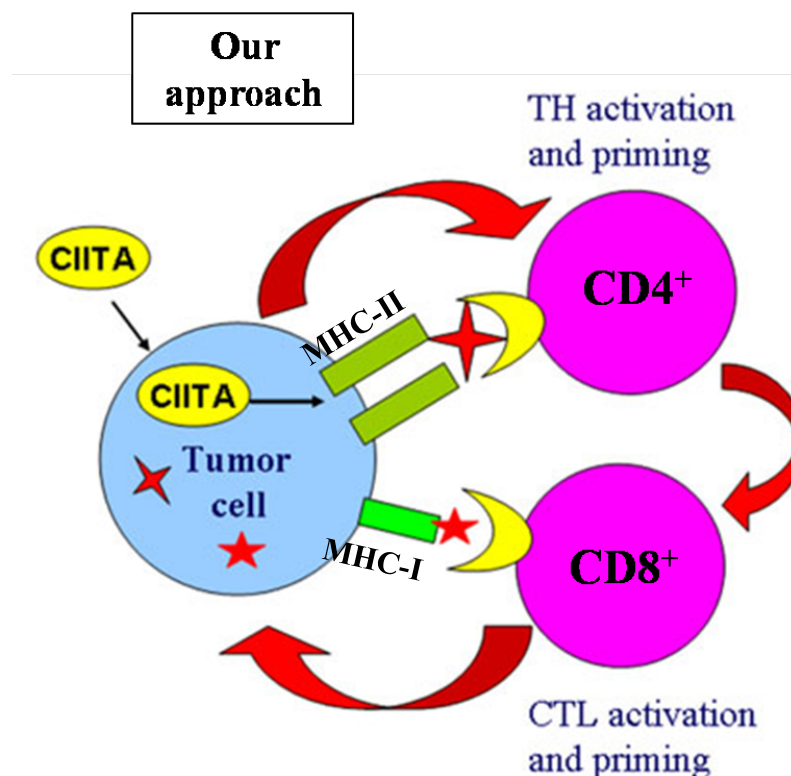 Our
approach
TH activation
and priming
CIITA
CD4⁺
MHC-II
CIITA
Tumor
cell
MHC-I
CD8⁺
CTL activation
and priming